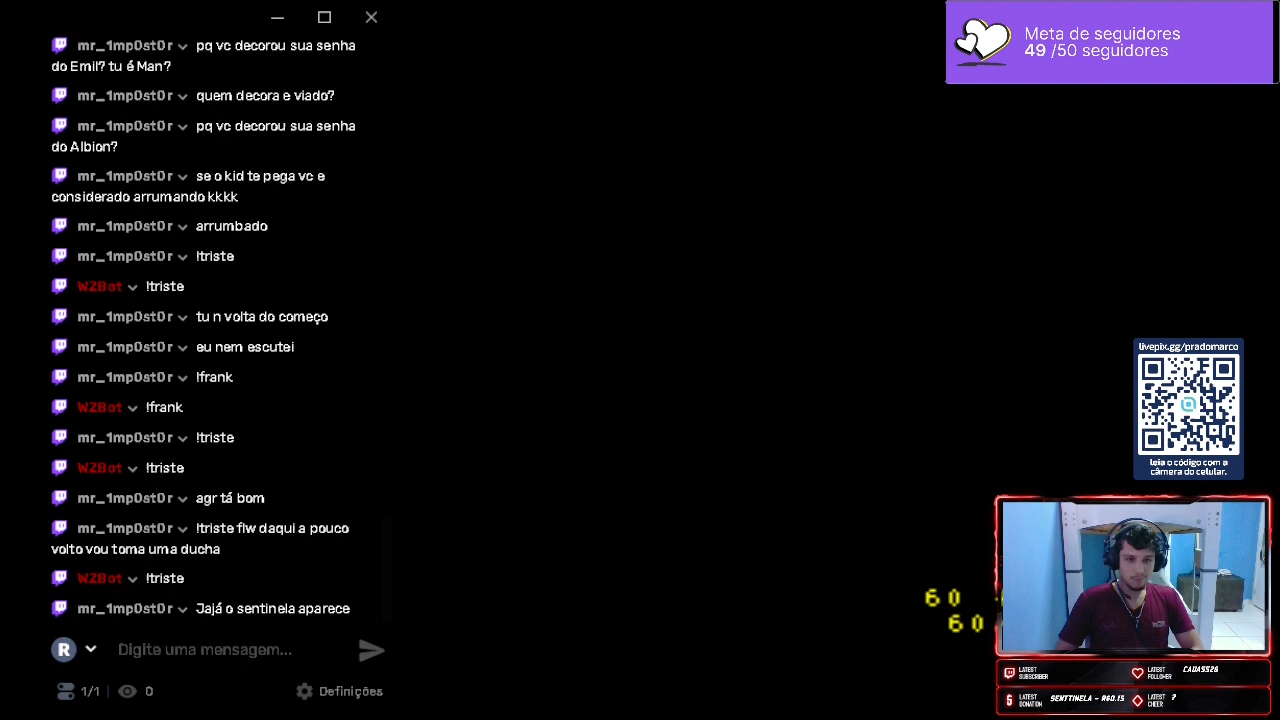 mr_1mp0st0r pq vc decorou sua senha
do Emil? tu é Man?
mr_1mp0st0r quem decora e viado?
mr_1mp0st0r pq vc decorou sua senha
do Albion?
mr_1mp0st0r se o kid te pega vc e
considerado arrumando kkkk
mr_1mp0st0r arrumbado
mr_1mp0st0r !triste
WZBot !triste
mr_1mp0st0r tu n volta do começo
mr_1mp0st0r eu nem escutei
mr_1mp0st0r !frank
WZBot !frank
mr_1mp0st0r !triste
WZBot !triste
mr_1mp0st0r agr tá bom
mr_1mp0st0r !triste flw daqui a pouco
volto vou toma uma ducha
WZBot !triste
mr_1mp0st0r Jajá o sentinela aparece
R Digite uma mensagem...
1/1 0 Definições
Meta de seguidores
49 /50 seguidores
livepix.gg/pradomarco
leia o código com a
câmera do celular.
60
60
LATEST SUBSCRIBER
LATEST FOLLOWER CAUASS26
LATEST DONATION SENTTINELA - R$0.15
LATEST CHEER ?